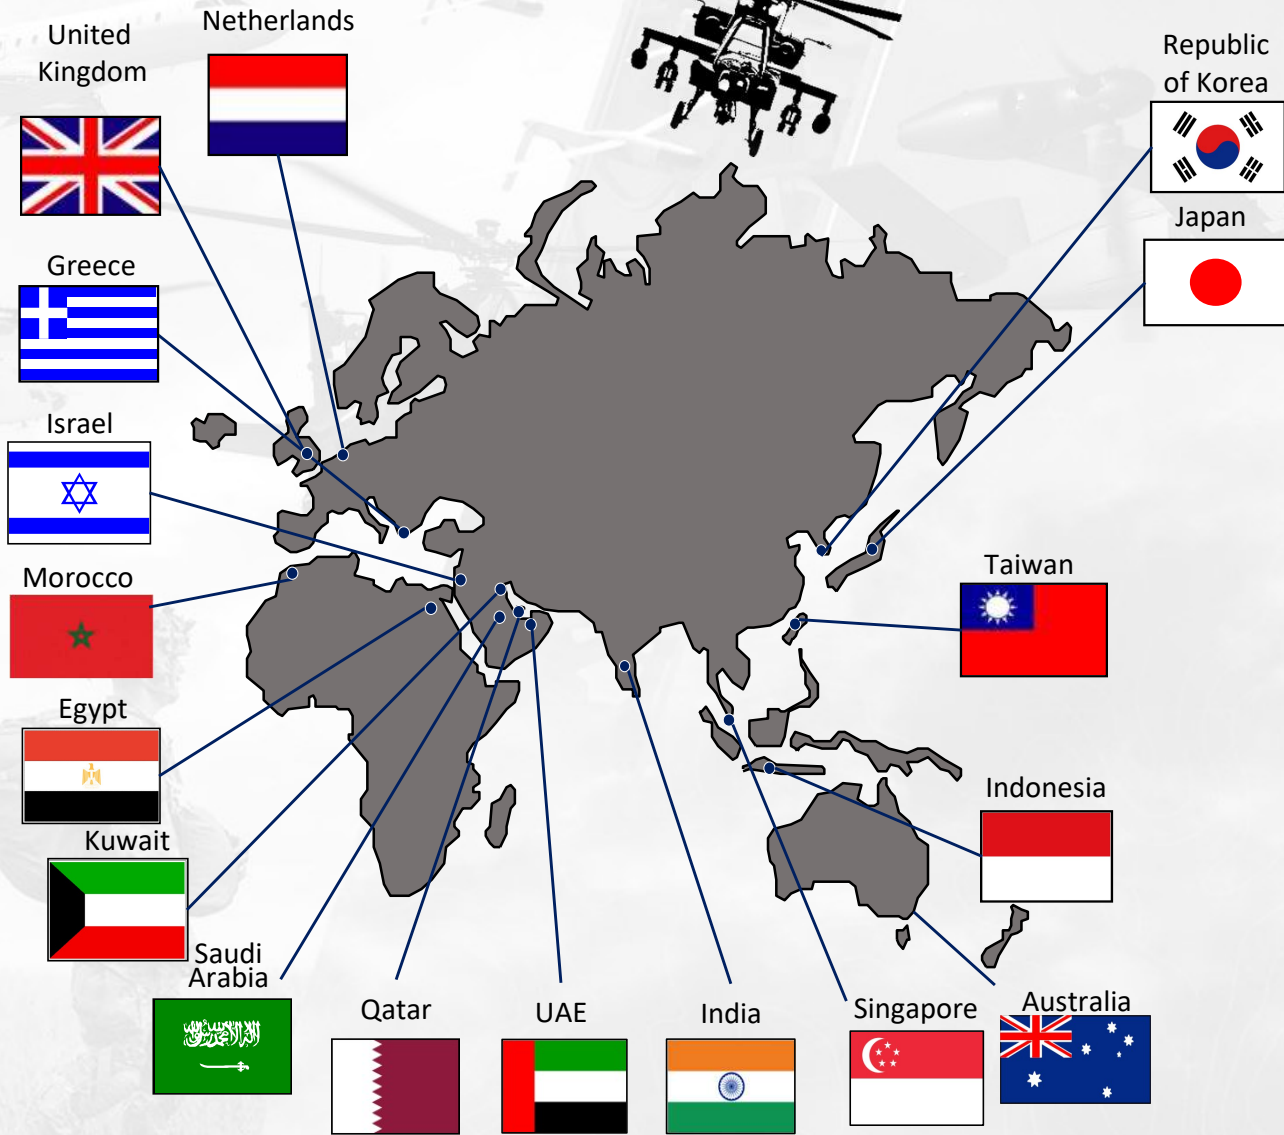 United
Kingdom
Netherlands
Republic
of Korea
Japan
Greece
Israel
Morocco
Taiwan
Egypt
Indonesia
Kuwait
Saudi
Arabia
Qatar
UAE
India
Singapore
Australia